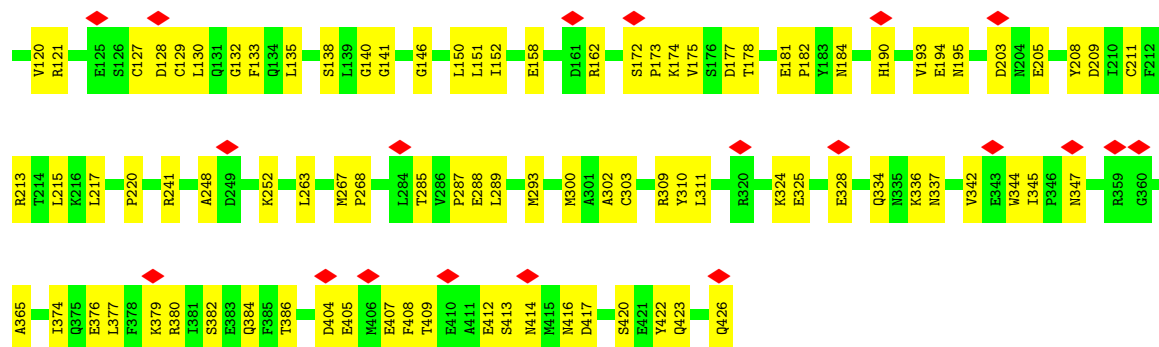 V120 R121 E125 S126 C127 D128 C129 L130 Q131 G132 F133 Q134 L135 S138 L139 G140 G141 G146 L150 L151 I152 E158 D161 R162 S172 P173 K174 V175 S176 D177 T178 E181 P182 Y183 N184 H190 V193 E194 N195 D203 N204 E205 Y208 D209 I210 C211 F212
R213 T214 L215 K216 L217 P220 R241 A248 D249 K252 L263 M267 P268 L284 T285 V286 P287 E288 L289 M293 M300 A301 A302 C303 R309 Y310 L311 R320 K324 E325 E328 Q334 N335 K336 N337 V342 E343 W344 I345 P346 N347 R359 G360
A365 I374 Q375 E376 L377 F378 K379 R380 I381 S382 E383 Q384 F385 T386 D404 E405 M406 E407 F408 T409 E410 A411 E412 S413 N414 M415 N416 D417 S420 E421 Y422 Q423 Q426